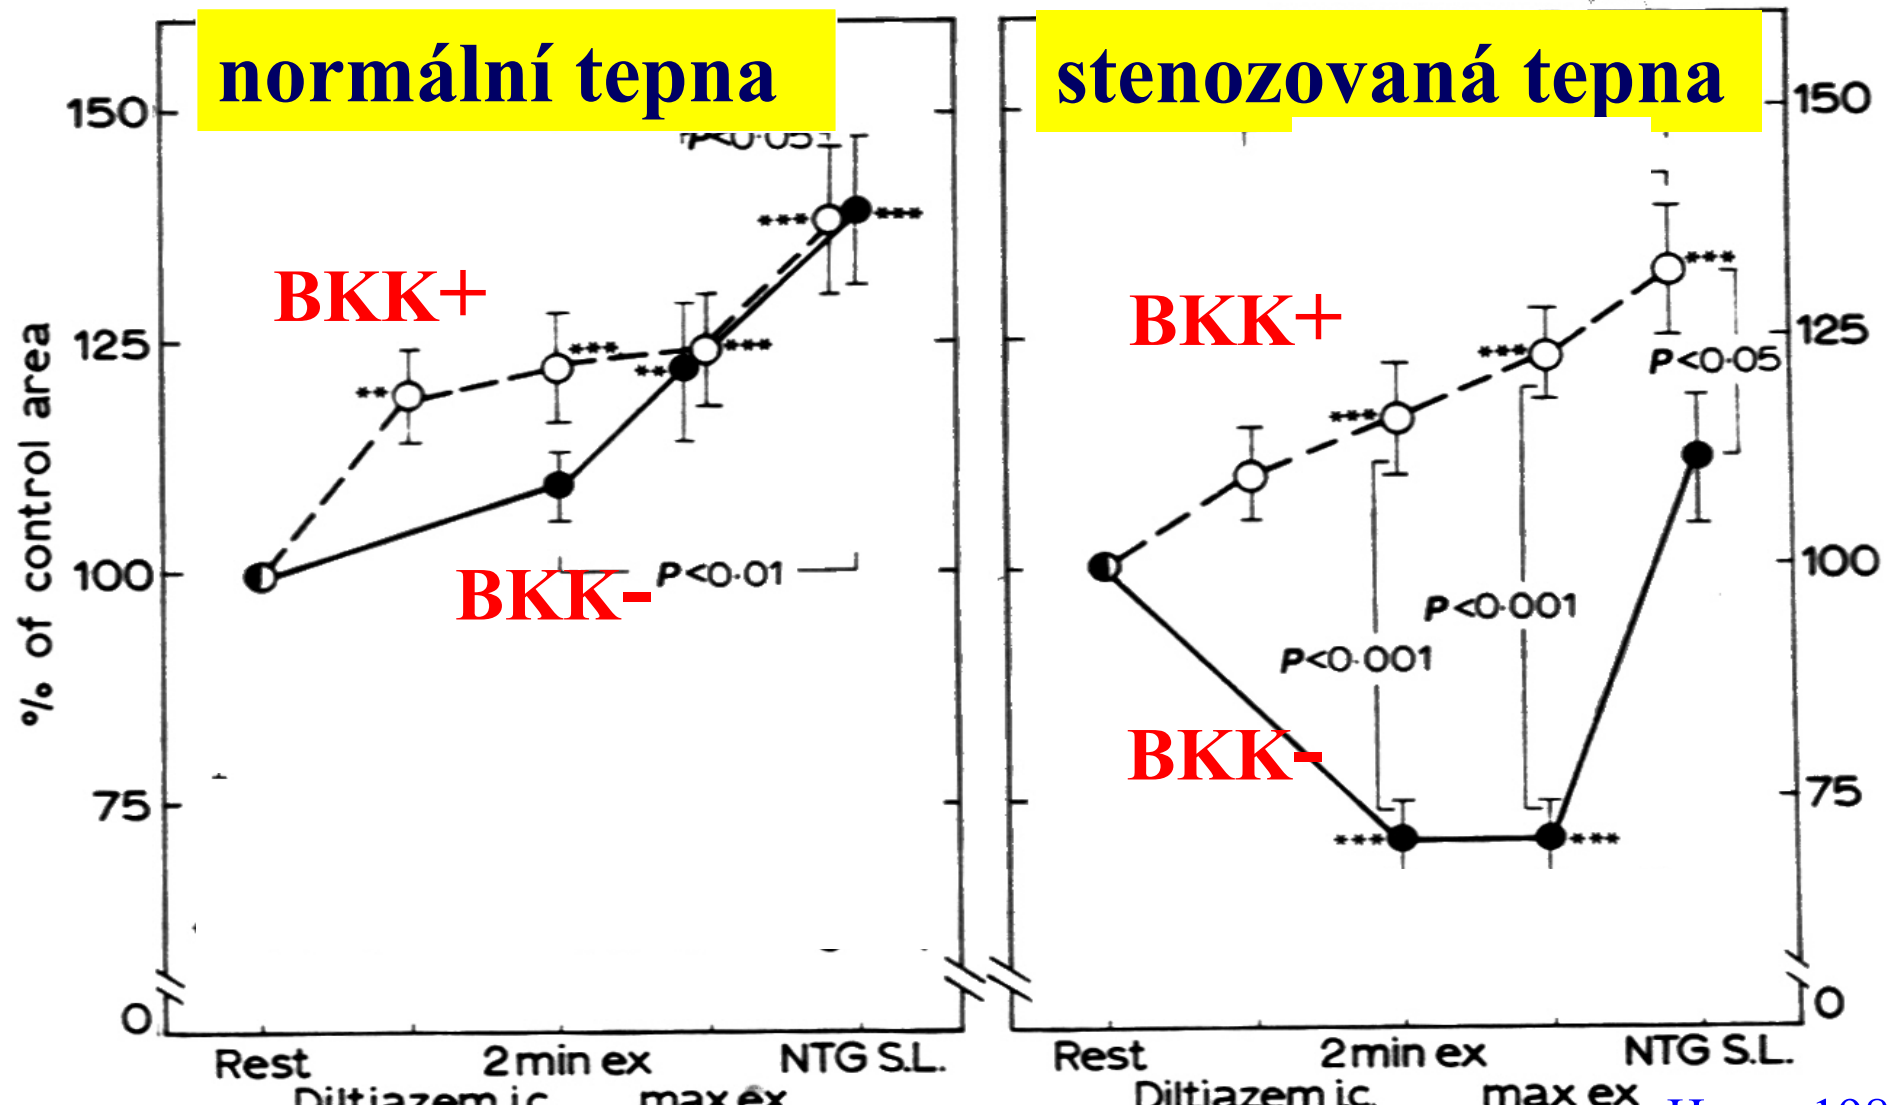 normální tepna
stenozovaná tepna
150
150
P<0·05
***
***
***
BKK+
BKK+
125
125
***
***
**
***
**
P<0·05
***
% of control area
100
100
BKK-
P<0·01
P<0·001
P<0·001
BKK-
75
75
***
***
0
0
Rest
2 min ex
NTG S.L.
Rest
2 min ex
NTG S.L.
Diltiazem i.c.
max ex
Diltiazem i.c.
max ex